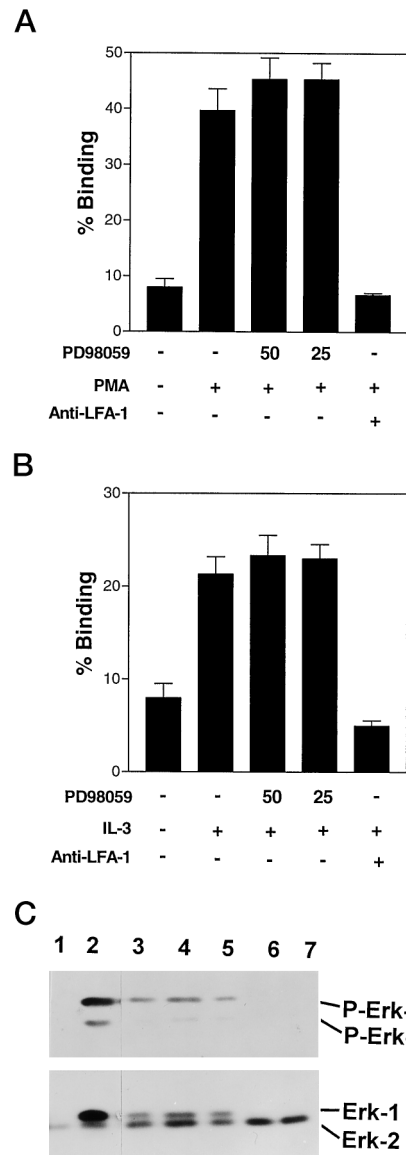 A
50
40
30
20
10
0
% Binding
PD98059 - - 50 25 -
PMA - + + + +
Anti-LFA-1 - - - - +
B
30
20
10
0
% Binding
PD98059 - - 50 25 -
IL-3 - + + + +
Anti-LFA-1 - - - - +
C
1 2 3 4 5 6 7
P-Erk-
P-Erk-
Erk-1
Erk-2